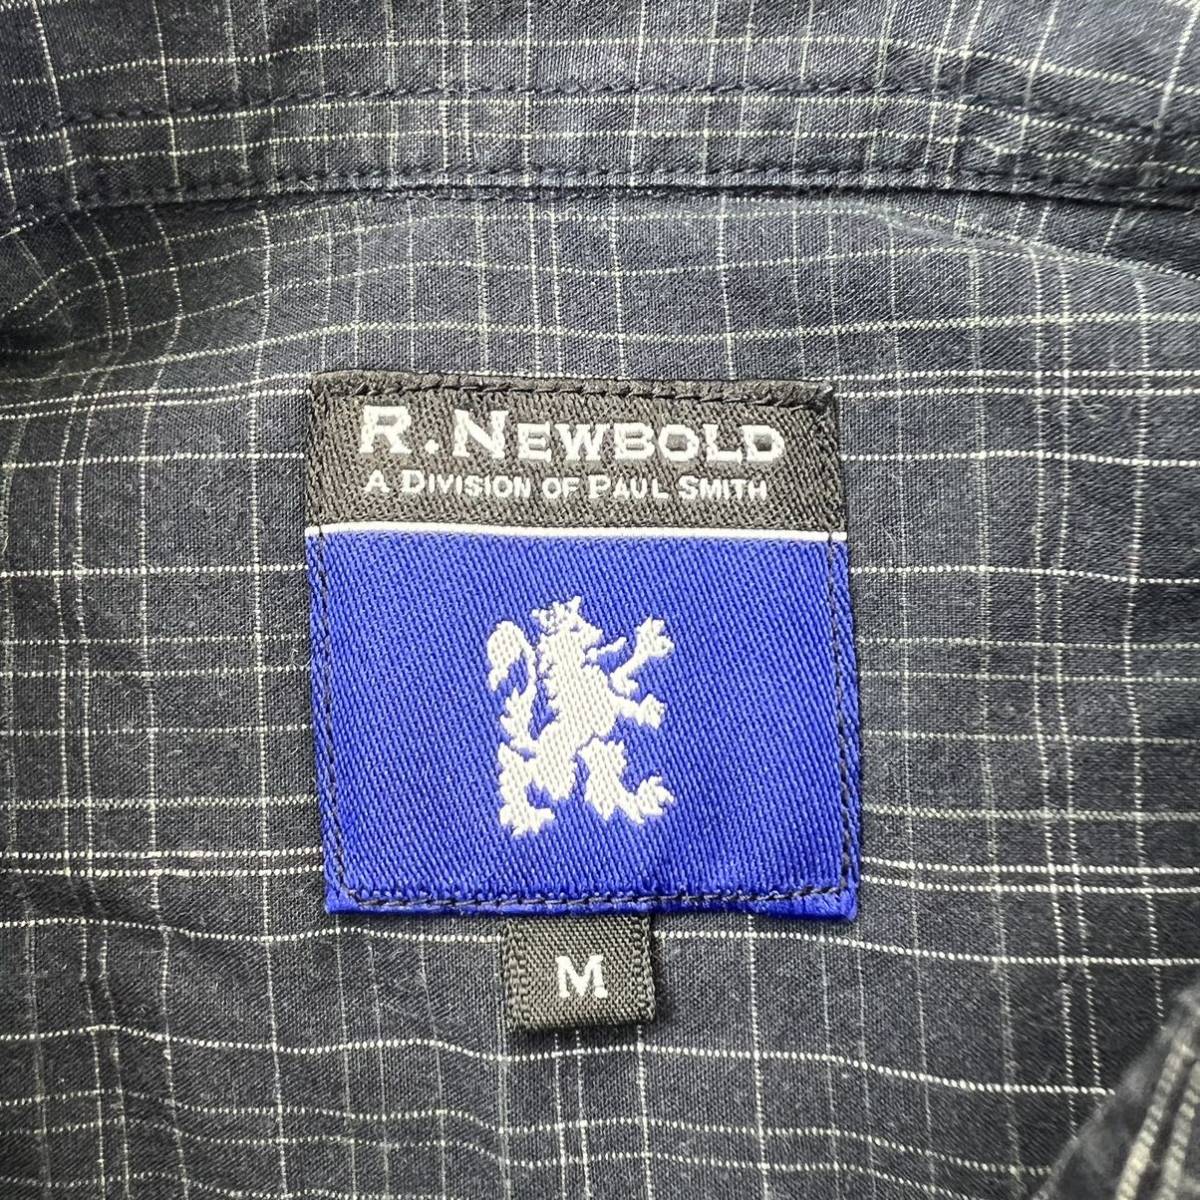 R. NEWBOLD
A DIVISION OF PAUL SMITH
M